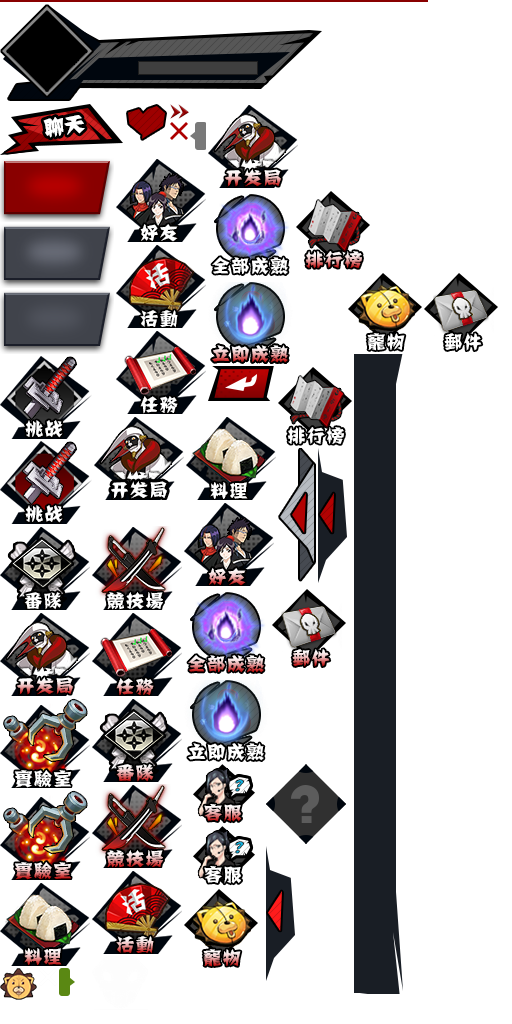 聊天
开发局
好友
全部成熟
排行榜
活動
立即成熟
寵物
郵件
任務
挑战
排行榜
开发局
料理
挑战
好友
番隊
競技場
全部成熟
郵件
开发局
任務
立即成熟
實驗室
番隊
客服
?
實驗室
競技場
客服
料理
活動
寵物